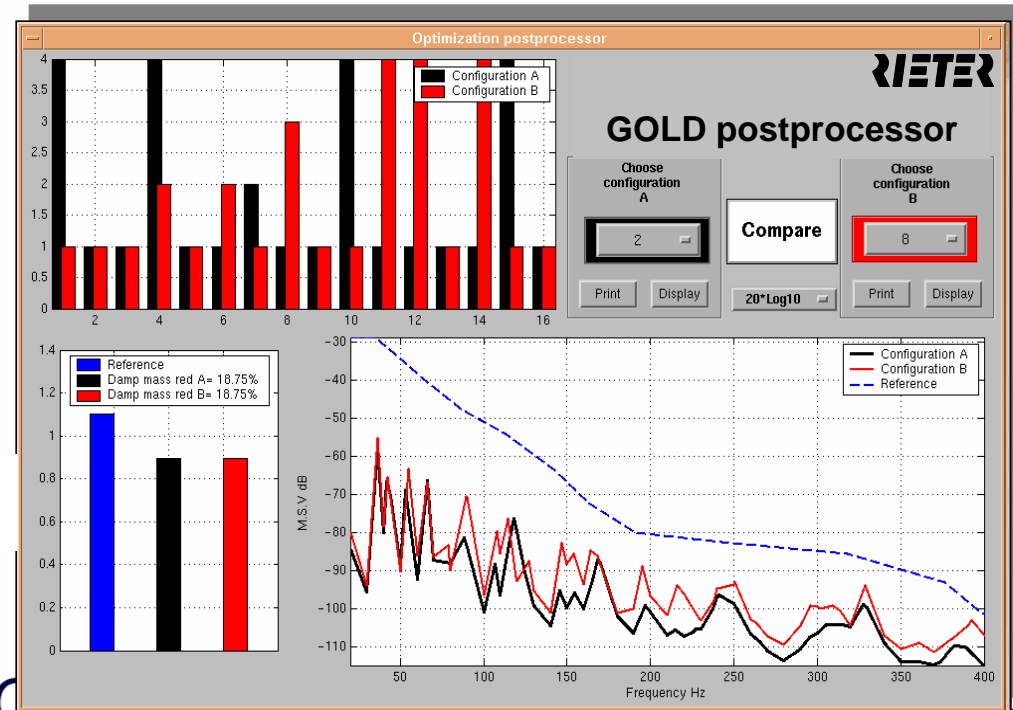 Optimization postprocessor
4
3.5
3
2.5
2
1.5
1
0.5
0
2 4 6 8 10 12 14 16
Configuration A
Configuration B
RIETER
GOLD postprocessor
Choose
configuration
A
2
Print Display
Compare
20*Log10
Choose
configuration
B
8
Print Display
1.4
1.2
1
0.8
0.6
0.4
0.2
0
Reference
Damp mass red A= 18.75%
Damp mass red B= 18.75%
M.S.V dB
-30
-40
-50
-60
-70
-80
-90
-100
-110
50 100 150 200 250 300 350 400
Frequency Hz
Configuration A
Configuration B
Reference